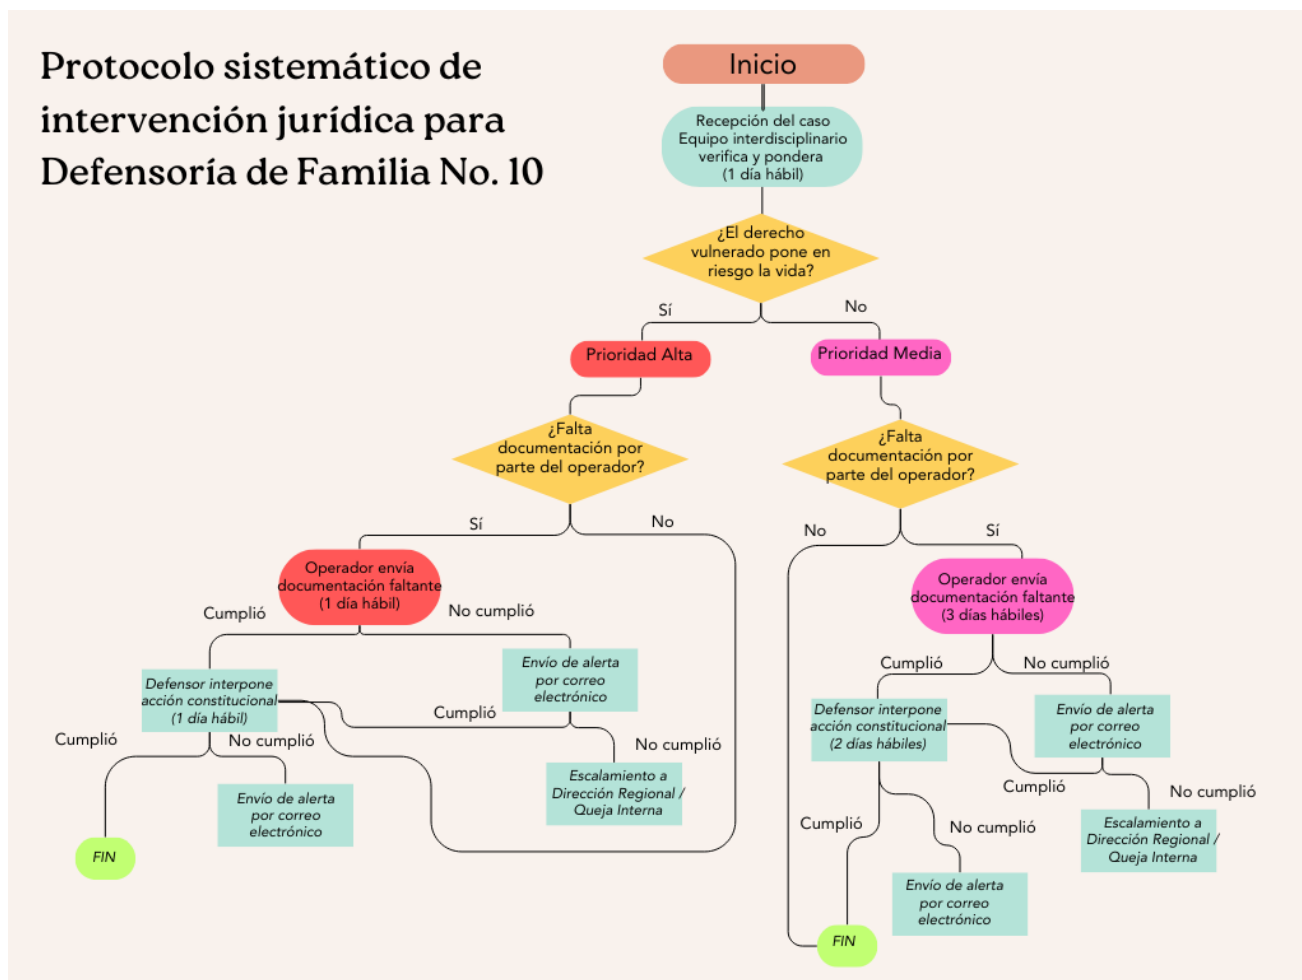 Protocolo sistemático de
intervención jurídica para
Defensoría de Familia No. 10
Inicio
Recepción del caso
Equipo interdisciplinario
verifica y pondera
(1 día hábil)
¿El derecho
vulnerado pone en
riesgo la vida?
Sí
No
Prioridad Alta
Prioridad Media
¿Falta
documentación por
parte del operador?
¿Falta
documentación por
parte del operador?
Sí
No
No
Sí
Operador envía
documentación faltante
(1 día hábil)
Operador envía
documentación faltante
(3 días hábiles)
Cumplió
No cumplió
Cumplió
No cumplió
Defensor interpone
acción constitucional
(1 día hábil)
Envío de alerta
por correo
electrónico
Defensor interpone
acción constitucional
(2 días hábiles)
Envío de alerta
por correo
electrónico
Cumplió
Cumplió
No cumplió
No cumplió
Cumplió
No cumplió
Envío de alerta
por correo
electrónico
Escalamiento a
Dirección Regional /
Queja Interna
Cumplió
No cumplió
Escalamiento a
Dirección Regional /
Queja Interna
FIN
Envío de alerta
por correo
electrónico
FIN